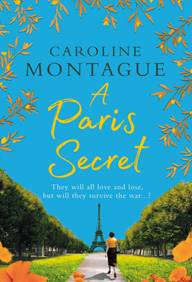 CAROLINE
MONTAGUE
A
Paris
Secret
They will all love and lose,
but will they survive the war...?